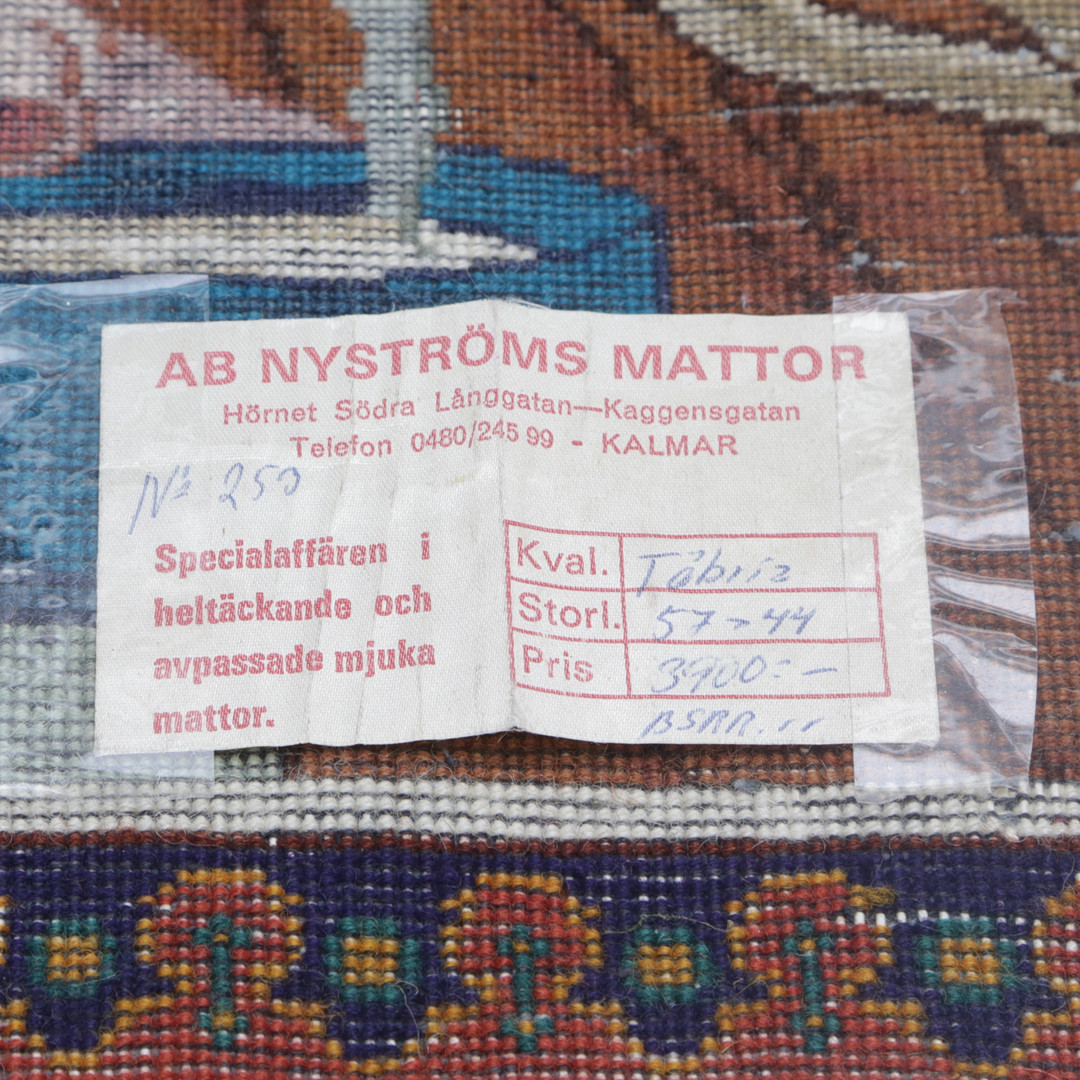 AB NYSTRÖMS MATTOR
Hörnet Södra Långgatan—Kaggensgatan
Telefon 0480/245 99 - KALMAR
No 253
Specialaffären i
heltäckande och
avpassade mjuka
mattor.
Kval. Täbriz
Storl. 57 44
Pris 3900:-